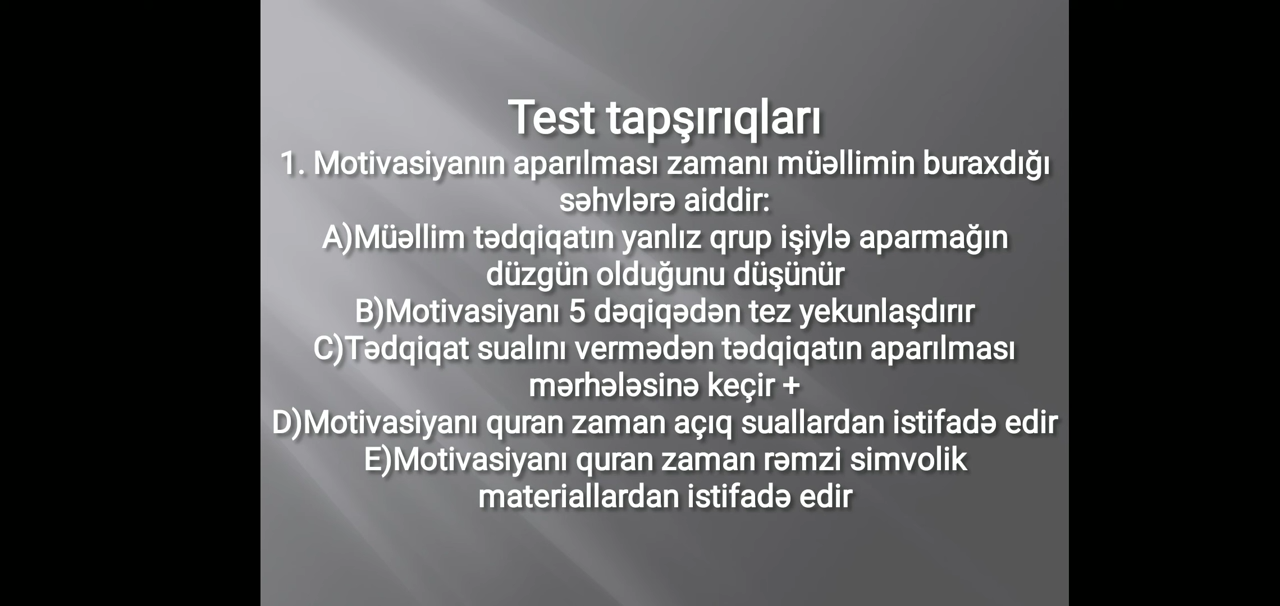 Test tapşırıqları
1. Motivasiyanın aparılması zamanı müəllimin buraxdığı
səhvlərə aiddir:
A)Müəllim tədqiqatın yanlız qrup işiylə aparmağın
düzgün olduğunu düşünür
B)Motivasiyanı 5 dəqiqədən tez yekunlaşdırır
C)Tədqiqat sualını vermədən tədqiqatın aparılması
mərhələsinə keçir +
D)Motivasiyanı quran zaman açıq suallardan istifadə edir
E)Motivasiyanı quran zaman rəmzi simvolik
materiallardan istifadə edir